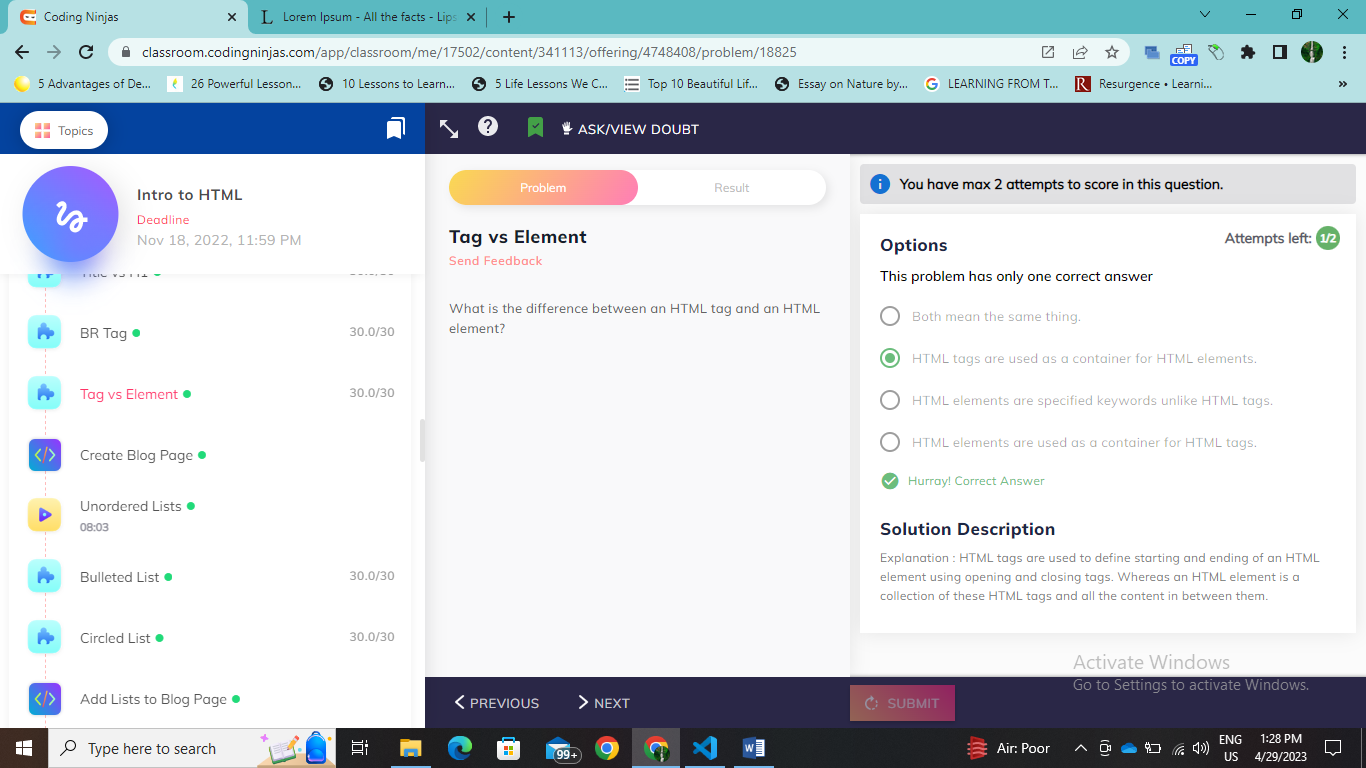 Coding Ninjas
Lorem Ipsum - All the facts - Lips
classroom.codingninjas.com/app/classroom/me/17502/content/341113/offering/4748408/problem/18825
COPY
5 Advantages of De...
26 Powerful Lesson...
10 Lessons to Learn...
5 Life Lessons We C...
Top 10 Beautiful Lif...
Essay on Nature by...
LEARNING FROM T...
Resurgence • Learni...
Topics
ASK/VIEW DOUBT
Intro to HTML
Deadline
Nov 18, 2022, 11:59 PM
Title vs H1
BR Tag
30.0/30
Tag vs Element
30.0/30
Create Blog Page
Unordered Lists
08:03
Bulleted List
30.0/30
Circled List
30.0/30
Add Lists to Blog Page
Problem
Result
Tag vs Element
Send Feedback
What is the difference between an HTML tag and an HTML
element?
PREVIOUS
NEXT
You have max 2 attempts to score in this question.
Options
Attempts left: 1/2
This problem has only one correct answer
Both mean the same thing.
HTML tags are used as a container for HTML elements.
HTML elements are specified keywords unlike HTML tags.
HTML elements are used as a container for HTML tags.
Hurray! Correct Answer
Solution Description
Explanation : HTML tags are used to define starting and ending of an HTML
element using opening and closing tags. Whereas an HTML element is a
collection of these HTML tags and all the content in between them.
Activate Windows
Go to Settings to activate Windows.
SUBMIT
Type here to search
99+
Air: Poor
ENG
US
1:28 PM
4/29/2023